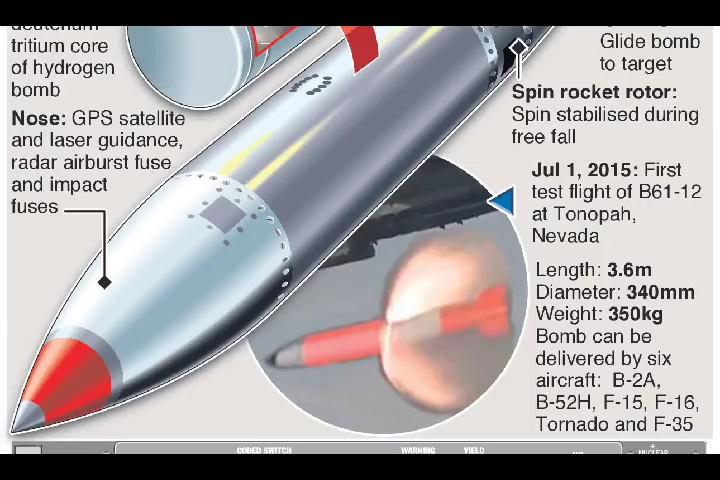 deuterium
tritium core
of hydrogen
bomb
Nose: GPS satellite
and laser guidance,
radar airburst fuse
and impact
fuses
Glide bomb
to target
Spin rocket rotor:
Spin stabilised during
free fall
Jul 1, 2015: First
test flight of B61-12
at Tonopah,
Nevada
Length: 3.6m
Diameter: 340mm
Weight: 350kg
Bomb can be
delivered by six
aircraft: B-2A,
B-52H, F-15, F-16,
Tornado and F-35
CODED SWITCH
WARNING
YIELD
NUCLEAR